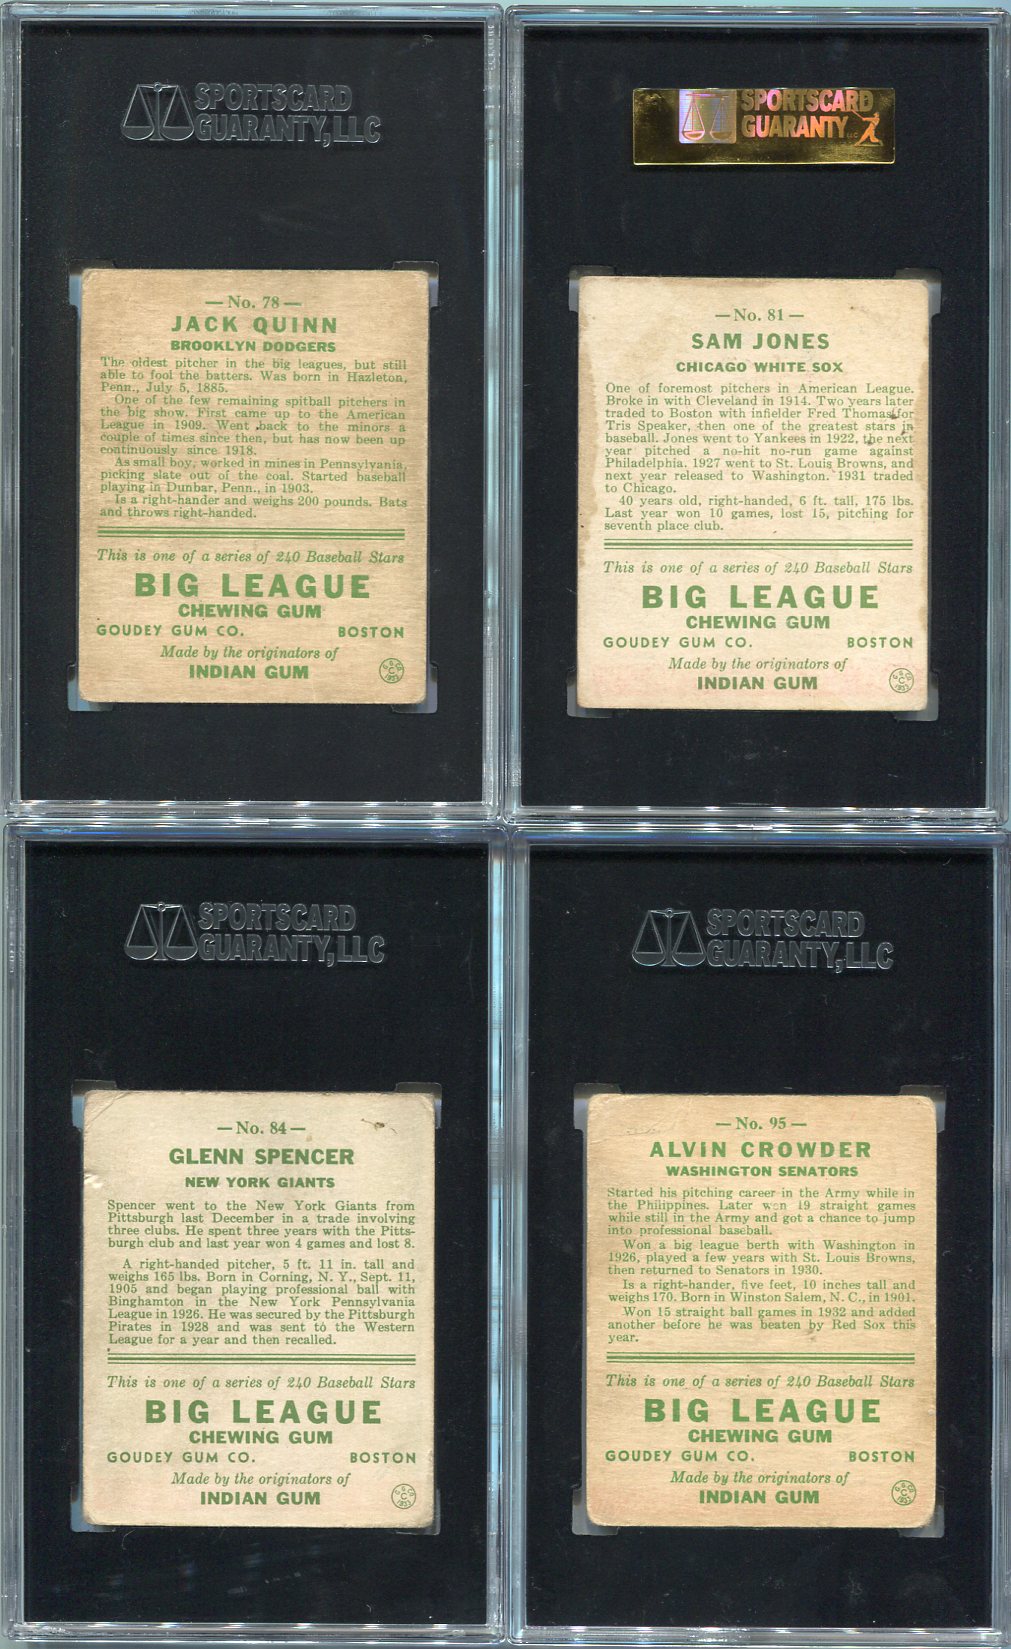 SPORTSCARD
GUARANTY, LLC
— No. 78 —
JACK QUINN
BROOKLYN DODGERS
The oldest pitcher in the big leagues, but still
able to fool the batters. Was born in Hazleton,
Penn., July 5, 1885.
One of the few remaining spitball pitchers in
the big show. First came up to the American
League in 1909. Went back to the minors a
couple of times since then, but has now been up
continuously since 1918.
As small boy, worked in mines in Pennsylvania,
picking slate out of the coal. Started baseball
playing in Dunbar, Penn., in 1903.
Is a right-hander and weighs 200 pounds. Bats
and throws right-handed.
This is one of a series of 240 Baseball Stars
BIG LEAGUE
CHEWING GUM
GOUDEY GUM CO. BOSTON
Made by the originators of
INDIAN GUM
G. G. CO.
C
1933
SPORTSCARD
GUARANTY LLC
— No. 81 —
SAM JONES
CHICAGO WHITE SOX
One of foremost pitchers in American League.
Broke in with Cleveland in 1914. Two years later
traded to Boston with infielder Fred Thomas for
Tris Speaker, then one of the greatest stars in
baseball. Jones went to Yankees in 1922, the next
year pitched a no-hit no-run game against
Philadelphia. 1927 went to St. Louis Browns, and
next year released to Washington. 1931 traded
to Chicago.
40 years old, right-handed, 6 ft. tall, 175 lbs.
Last year won 10 games, lost 15, pitching for
seventh place club.
This is one of a series of 240 Baseball Stars
BIG LEAGUE
CHEWING GUM
GOUDEY GUM CO. BOSTON
Made by the originators of
INDIAN GUM
G. G. CO.
C
1933
SPORTSCARD
GUARANTY, LLC
— No. 84 —
GLENN SPENCER
NEW YORK GIANTS
Spencer went to the New York Giants from
Pittsburgh last December in a trade involving
three clubs. He spent three years with the Pitts-
burgh club and last year won 4 games and lost 8.
A right-handed pitcher, 5 ft. 11 in. tall and
weighs 165 lbs. Born in Corning, N. Y., Sept. 11,
1905 and began playing professional ball with
Binghamton in the New York Pennsylvania
League in 1926. He was secured by the Pittsburgh
Pirates in 1928 and was sent to the Western
League for a year and then recalled.
This is one of a series of 240 Baseball Stars
BIG LEAGUE
CHEWING GUM
GOUDEY GUM CO. BOSTON
Made by the originators of
INDIAN GUM
G. G. CO.
C
1933
SPORTSCARD
GUARANTY, LLC
— No. 95 —
ALVIN CROWDER
WASHINGTON SENATORS
Started his pitching career in the Army while in
the Philippines. Later won 19 straight games
while still in the Army and got a chance to jump
into professional baseball.
Won a big league berth with Washington in
1926, played a few years with St. Louis Browns,
then returned to Senators in 1930.
Is a right-hander, five feet, 10 inches tall and
weighs 170. Born in Winston Salem, N. C., in 1901.
Won 15 straight ball games in 1932 and added
another before he was beaten by Red Sox this
year.
This is one of a series of 240 Baseball Stars
BIG LEAGUE
CHEWING GUM
GOUDEY GUM CO. BOSTON
Made by the originators of
INDIAN GUM
G. G. CO.
C
1933